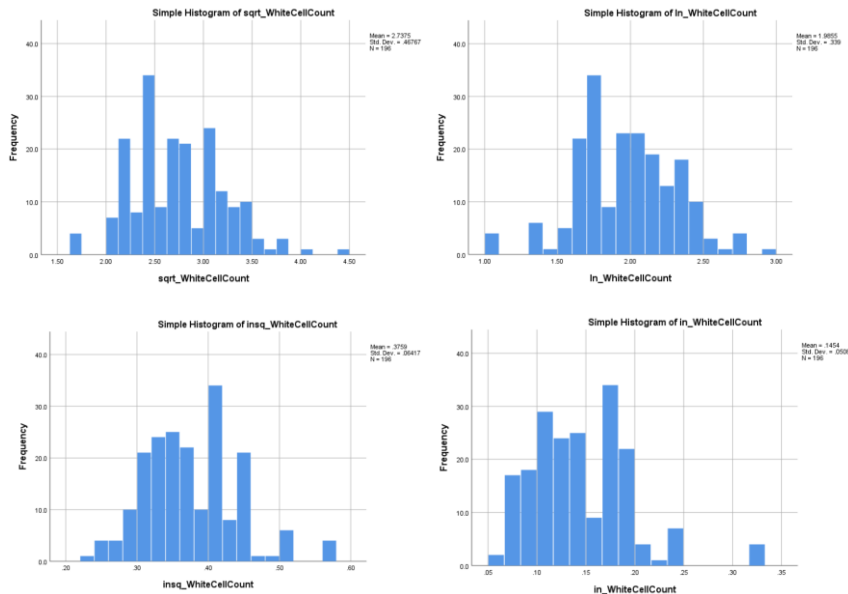 Simple Histogram of sqrt_WhiteCellCount
Mean = 2.7375
Std. Dev. = .46767
N = 196
40.0
30.0
20.0
10.0
0.0
Frequency
1.50 2.00 2.50 3.00 3.50 4.00 4.50
sqrt_WhiteCellCount
Simple Histogram of ln_WhiteCellCount
Mean = 1.9855
Std. Dev. = .339
N = 196
40.0
30.0
20.0
10.0
0.0
Frequency
1.00 1.50 2.00 2.50 3.00
ln_WhiteCellCount
Simple Histogram of insq_WhiteCellCount
Mean = .3759
Std. Dev. = .06417
N = 196
40.0
30.0
20.0
10.0
0.0
Frequency
.20 .30 .40 .50 .60
insq_WhiteCellCount
Simple Histogram of in_WhiteCellCount
Mean = .1454
Std. Dev. =
N = 196
40.0
30.0
20.0
10.0
0.0
Frequency
.05 .10 .15 .20 .25 .30 .35
in_WhiteCellCount